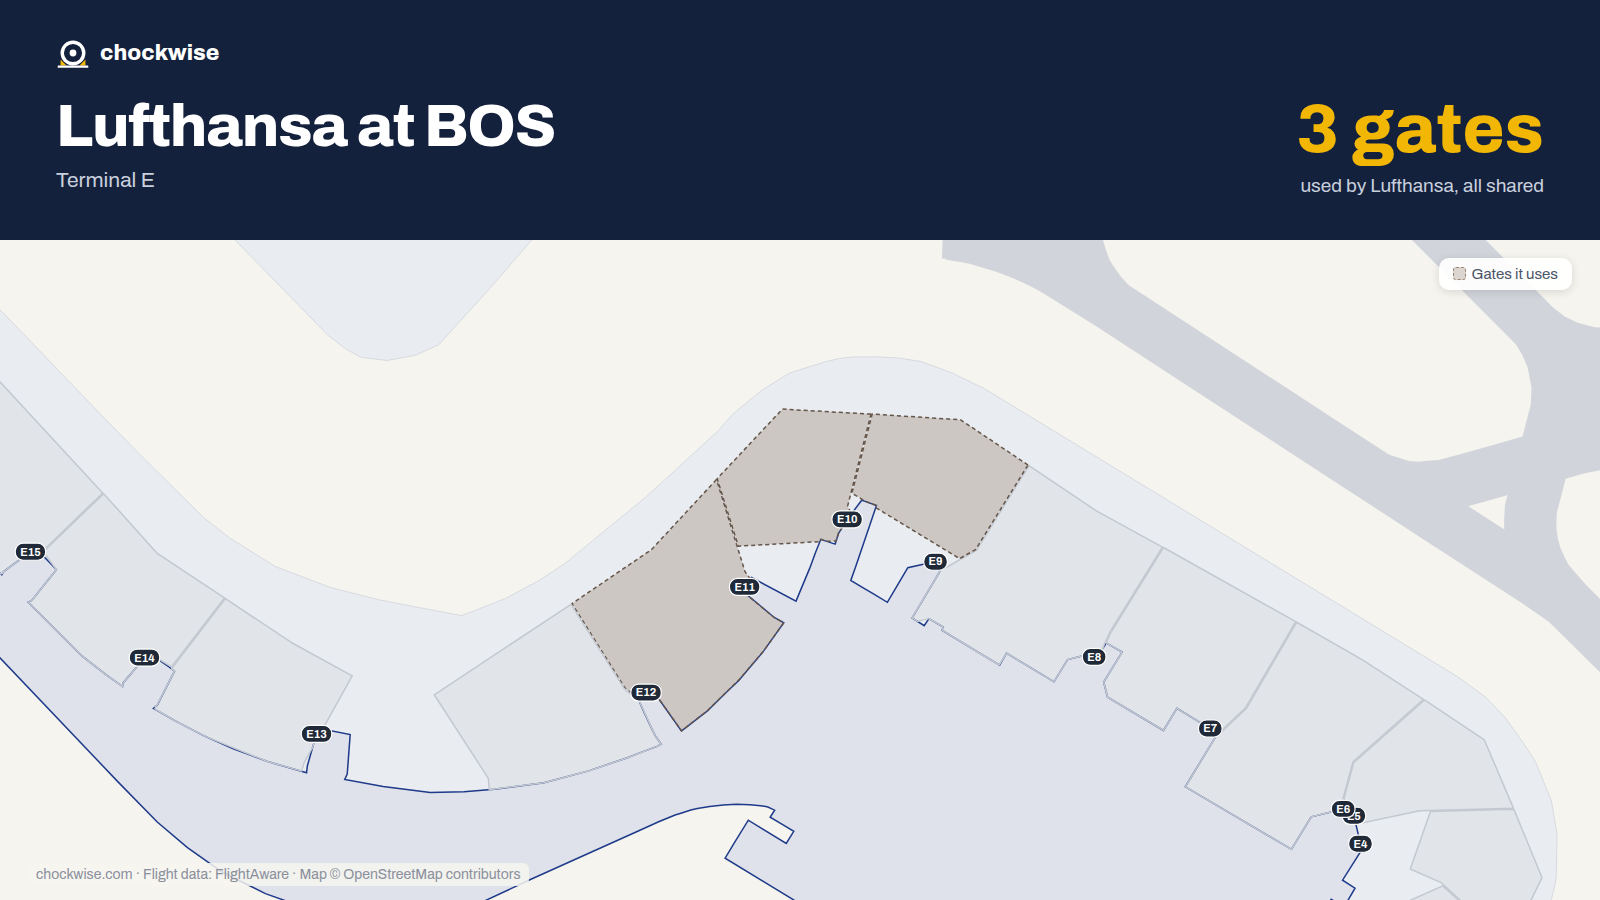 chockwise
Lufthansa at BOS
Terminal E
3 gates
used by Lufthansa, all shared
Gates it uses
E15
E14
E13
E12
E11
E10
E9
E8
E7
E6
E5
E4
chockwise.com · Flight data: FlightAware · Map © OpenStreetMap contributors